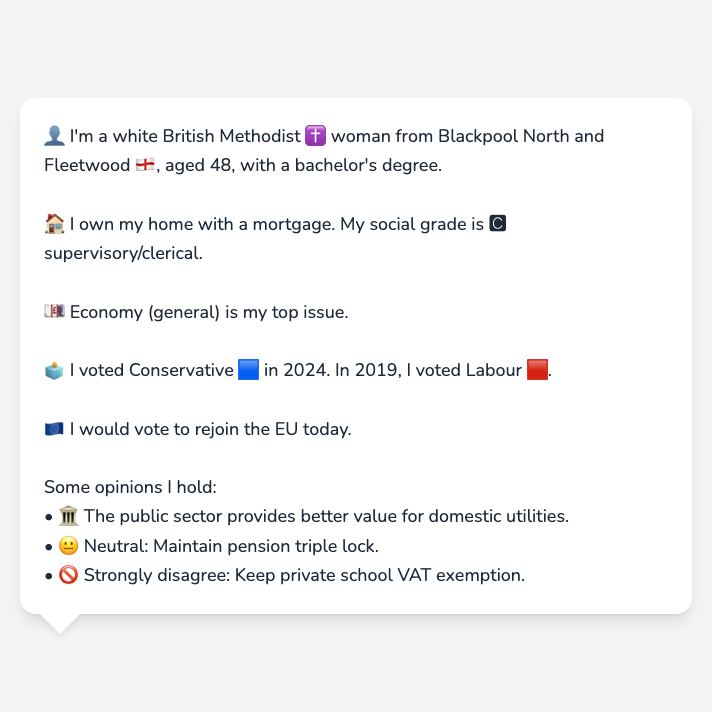 👤 I'm a white British Methodist ✝️ woman from Blackpool North and
Fleetwood 🏴󠁧󠁢󠁥󠁮󠁧󠁿, aged 48, with a bachelor's degree.
🏠 I own my home with a mortgage. My social grade is 🅲
supervisory/clerical.
💷 Economy (general) is my top issue.
🗳️ I voted Conservative 🟦 in 2024. In 2019, I voted Labour 🟥.
🇪🇺 I would vote to rejoin the EU today.
Some opinions I hold:
• 🏛️ The public sector provides better value for domestic utilities.
• 😐 Neutral: Maintain pension triple lock.
• 🚫 Strongly disagree: Keep private school VAT exemption.